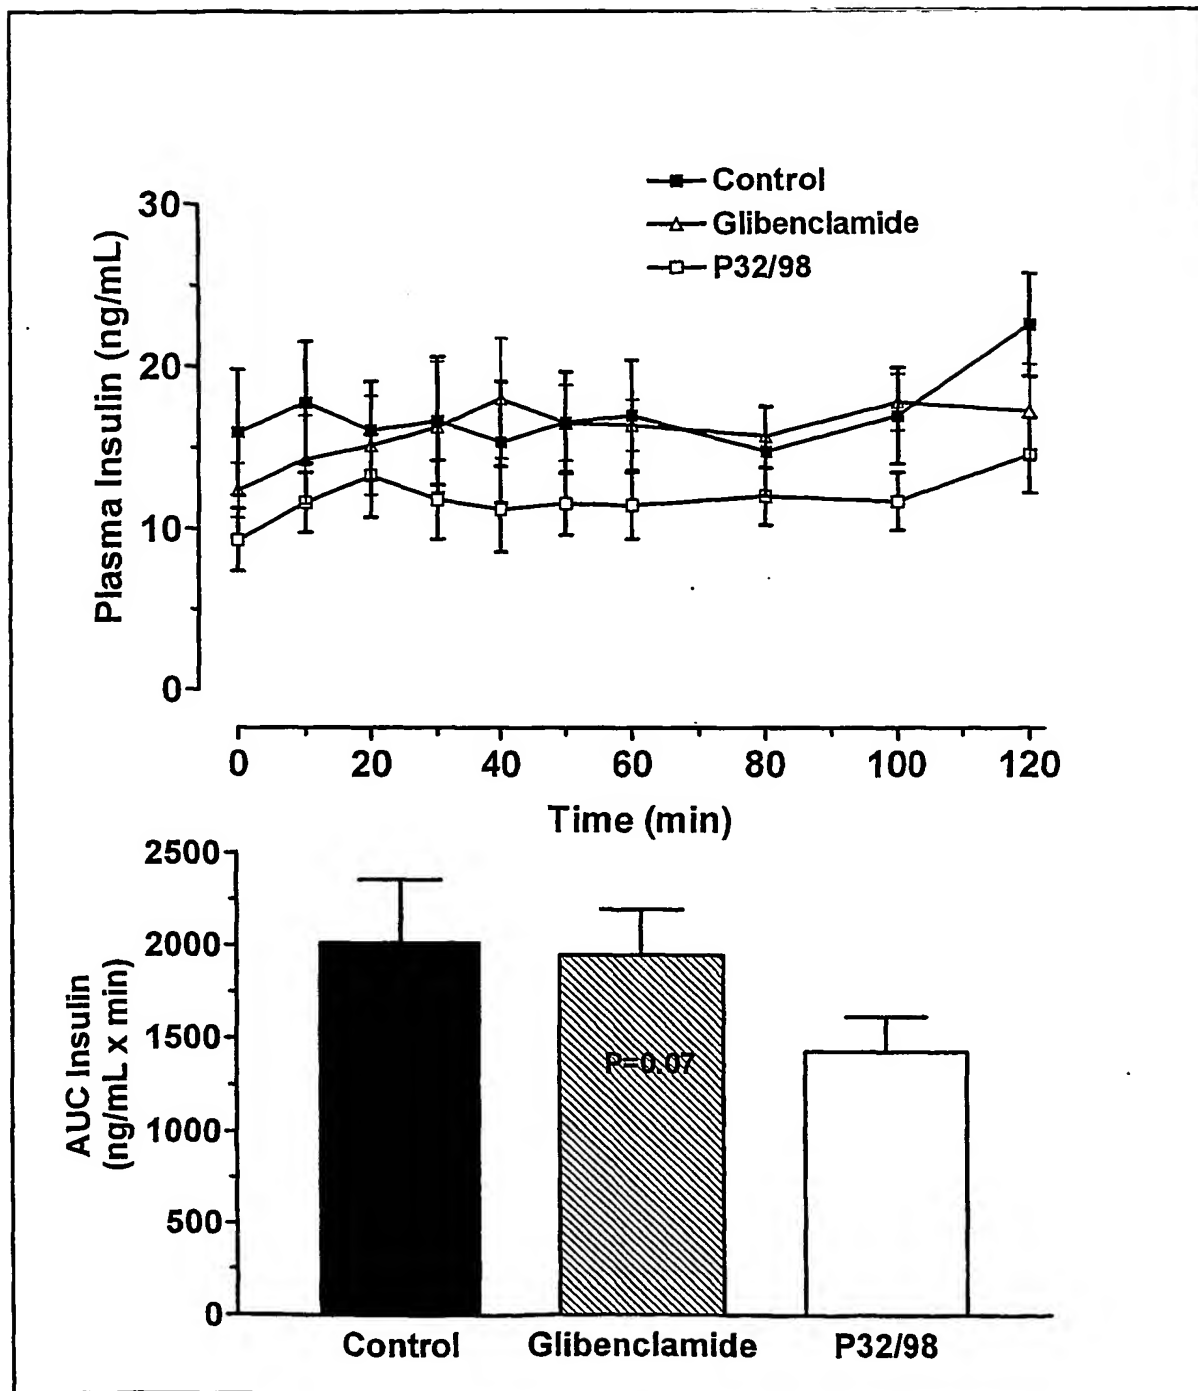 Control
Glibenclamide
P32/98
Plasma Insulin (ng/mL)
30
20
10
0
0 20 40 60 80 100 120
Time (min)
AUC Insulin
(ng/mL x min)
2500
2000
1500
1000
500
0
P=0.07
Control Glibenclamide P32/98